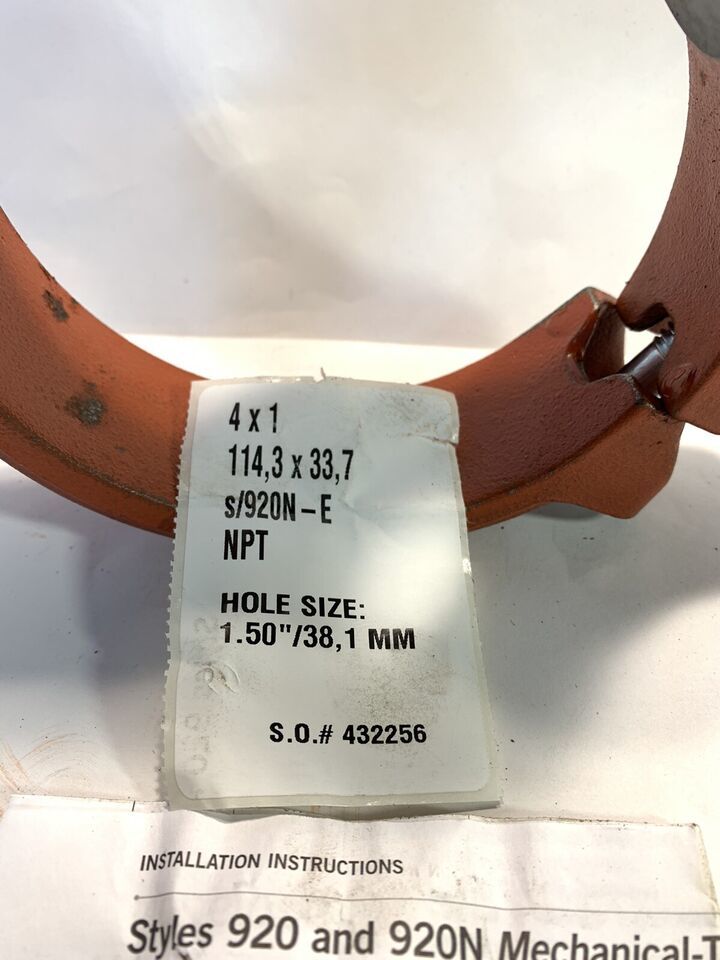 4 x 1
114,3 x 33,7
s/920N – E
NPT
HOLE SIZE:
1.50"/38,1 MM
S.O.# 432256
INSTALLATION INSTRUCTIONS
Styles 920 and 920N Mechanical-T